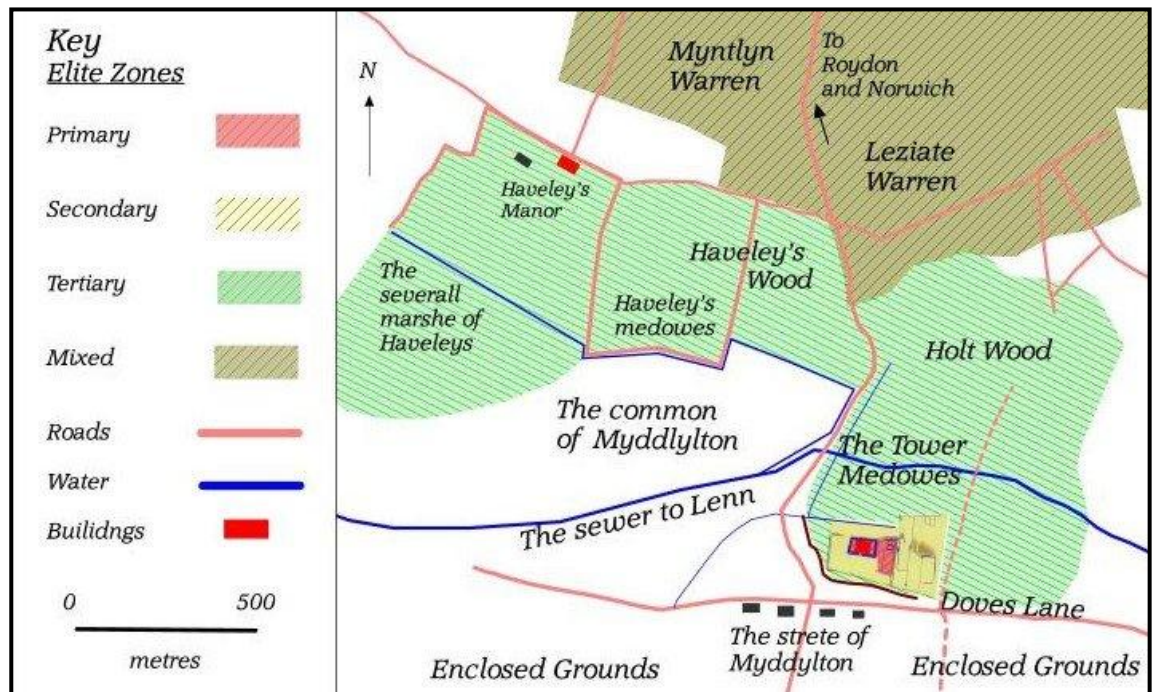 Key
Elite Zones
Primary
Secondary
Tertiary
Mixed
Roads
Water
Builidngs
0 500
metres
N
Myntlyn
Warren
To
Roydon
and Norwich
Leziate
Warren
Haveley's
Manor
Haveley's
Wood
The
severall
marshe of
Haveleys
Haveley's
medowes
Holt Wood
The common
of Myddlylton
The Tower
Medowes
The sewer to Lenn
Doves Lane
The strete of
Myddylton
Enclosed Grounds
Enclosed Grounds